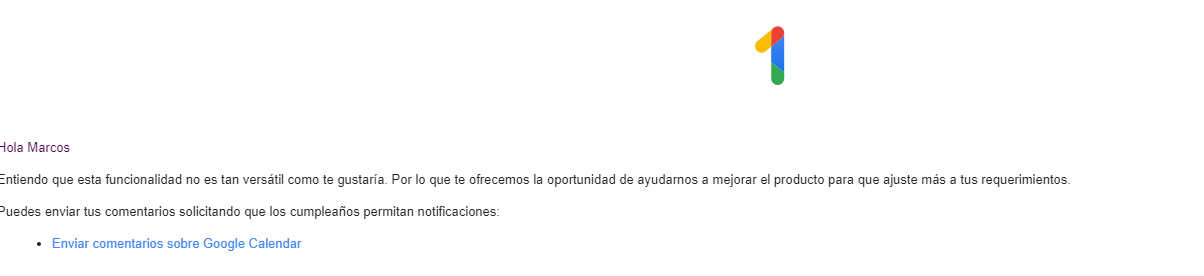 Hola Marcos
Entiendo que esta funcionalidad no es tan versátil como te gustaría. Por lo que te ofrecemos la oportunidad de ayudarnos a mejorar el producto para que ajuste más a tus requerimientos.
Puedes enviar tus comentarios solicitando que los cumpleaños permitan notificaciones:
• Enviar comentarios sobre Google Calendar